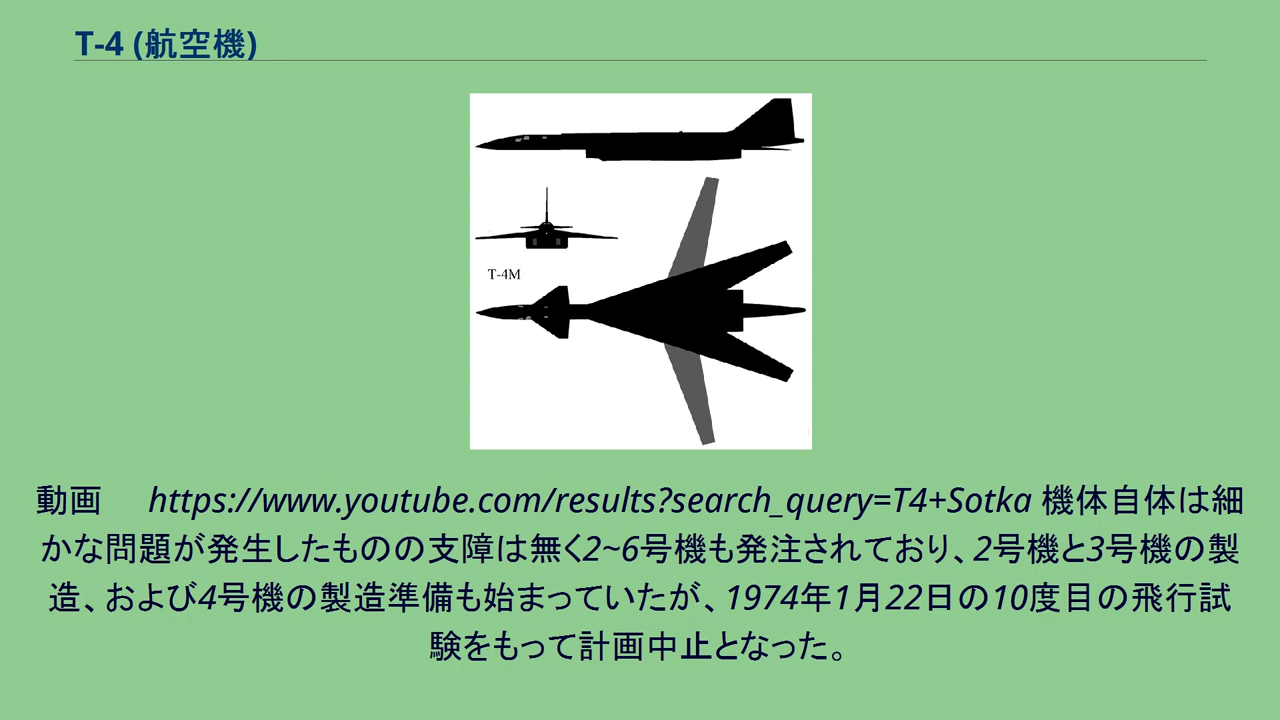 T-4 (航空機)
T-4M
動画 https://www.youtube.com/results?search_query=T4+Sotka 機体自体は細
かな問題が発生したものの支障は無く2~6号機も発注されており、2号機と3号機の製
造、および4号機の製造準備も始まっていたが、1974年1月22日の10度目の飛行試
験をもって計画中止となった。